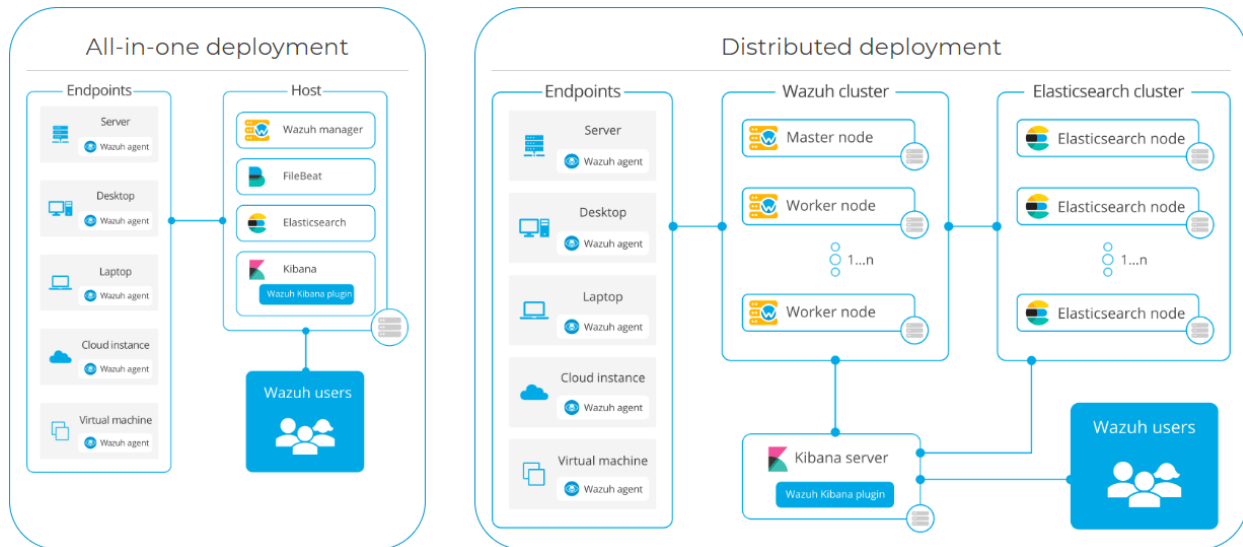 All-in-one deployment
Endpoints
Server
Wazuh agent
Desktop
Wazuh agent
Laptop
Wazuh agent
Cloud instance
Wazuh agent
Virtual machine
Wazuh agent
Host
Wazuh manager
FileBeat
Elasticsearch
Kibana
Wazuh Kibana plugin
Wazuh users
Distributed deployment
Endpoints
Server
Wazuh agent
Desktop
Wazuh agent
Laptop
Wazuh agent
Cloud instance
Wazuh agent
Virtual machine
Wazuh agent
Wazuh cluster
Master node
Worker node
1...n
Worker node
Elasticsearch cluster
Elasticsearch node
Elasticsearch node
1...n
Elasticsearch node
Kibana server
Wazuh Kibana plugin
Wazuh users